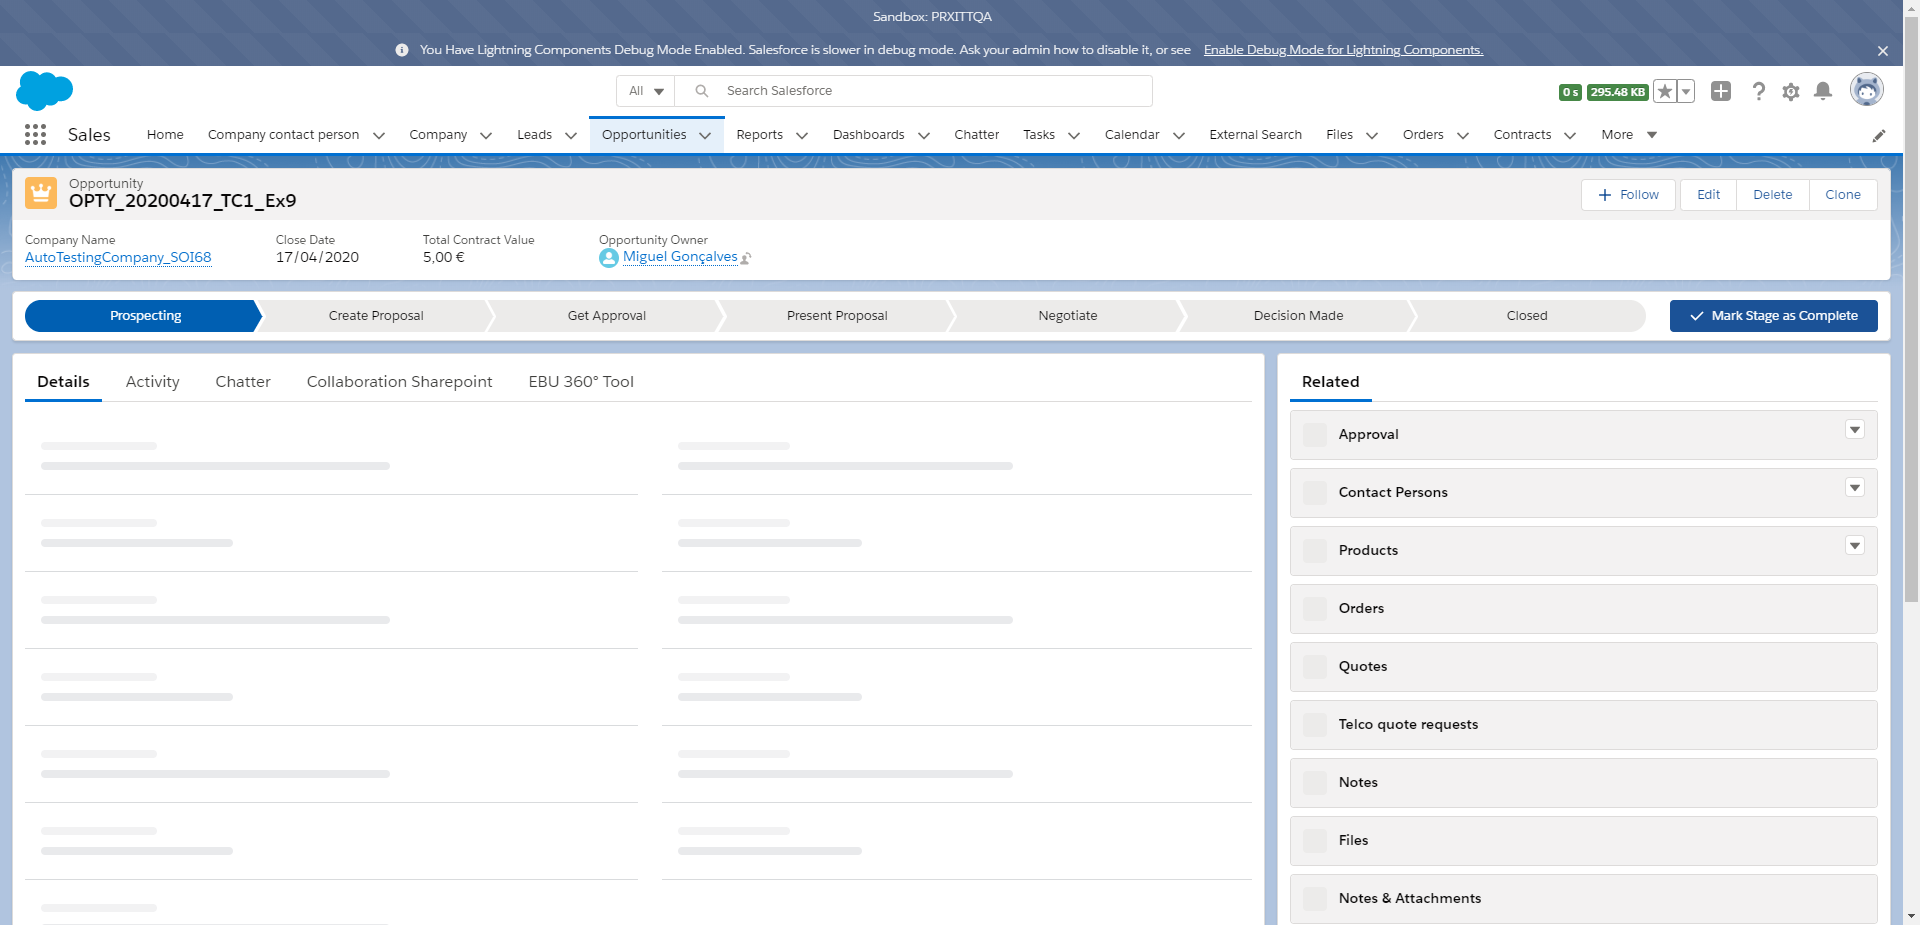 Sandbox: PRXITTQA
You Have Lightning Components Debug Mode Enabled. Salesforce is slower in debug mode. Ask your admin how to disable it, or see Enable Debug Mode for Lightning Components.
All Search Salesforce 0 s 295.48 KB
Sales Home Company contact person Company Leads Opportunities Reports Dashboards Chatter Tasks Calendar External Search Files Orders Contracts More
Opportunity
OPTY_20200417_TC1_Ex9
Follow Edit Delete Clone
Company Name Close Date Total Contract Value Opportunity Owner
AutoTestingCompany_SOI68 17/04/2020 5,00 € Miguel Gonçalves
Prospecting Create Proposal Get Approval Present Proposal Negotiate Decision Made Closed Mark Stage as Complete
Details Activity Chatter Collaboration Sharepoint EBU 360° Tool
Related
Approval
Contact Persons
Products
Orders
Quotes
Telco quote requests
Notes
Files
Notes & Attachments